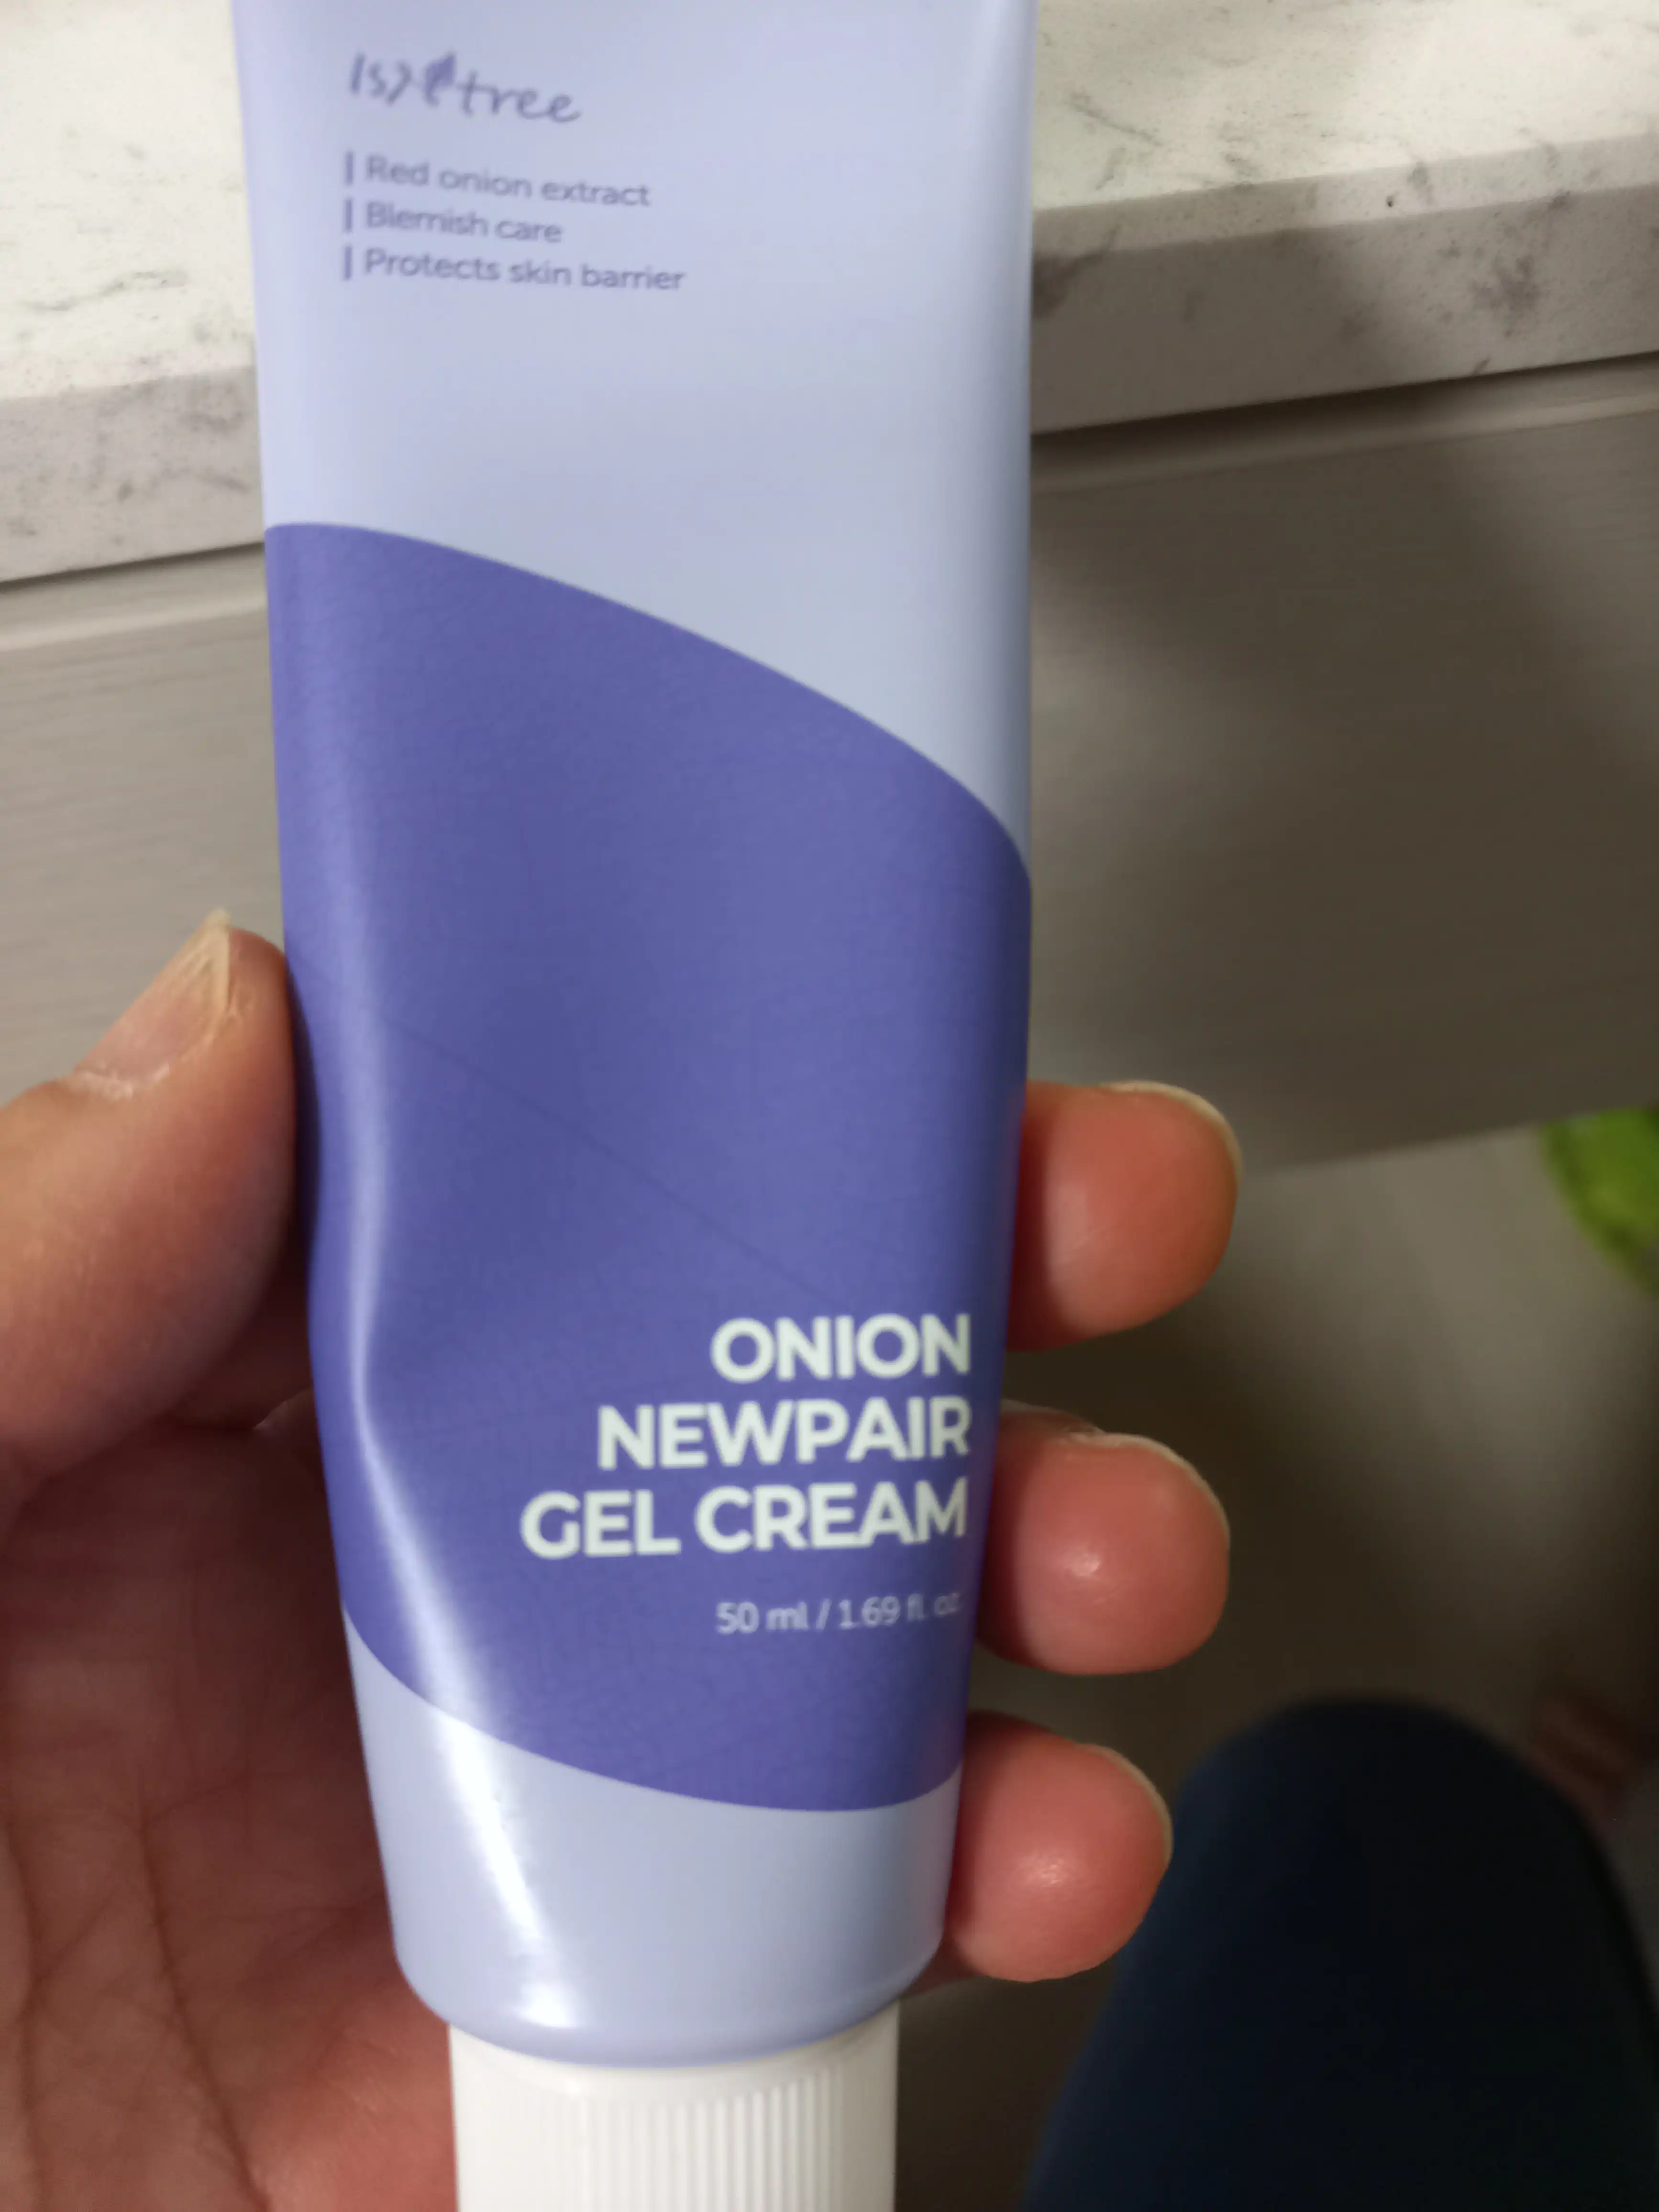 Isntree
Red onion extract
Blemish care
Protects skin barrier
ONION
NEWPAIR
GEL CREAM
50 ml / 1.69 fl. oz.